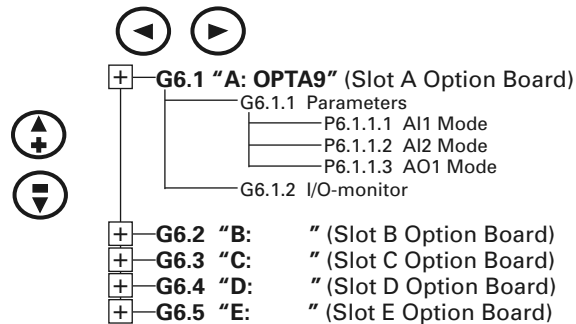 G6.1 “A: OPTA9” (Slot A Option Board)
G6.1.1 Parameters
P6.1.1.1 AI1 Mode
P6.1.1.2 AI2 Mode
P6.1.1.3 AO1 Mode
G6.1.2 I/O-monitor
G6.2 “B: ” (Slot B Option Board)
G6.3 “C: ” (Slot C Option Board)
G6.4 “D: ” (Slot D Option Board)
G6.5 “E: ” (Slot E Option Board)